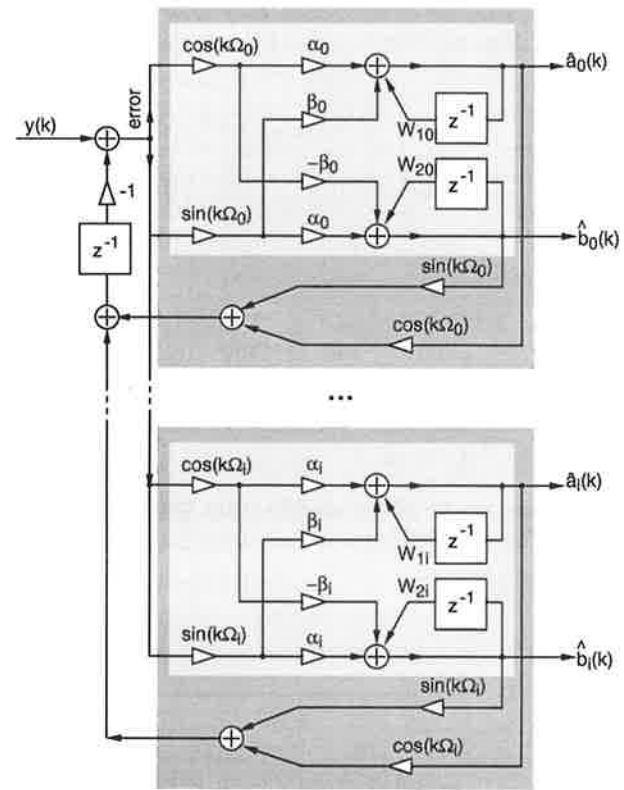 cos(kΩ₀) α₀ â₀(k)
error
y(k)
β₀
W₁₀ z⁻¹
-1
-β₀ W₂₀ z⁻¹
z⁻¹
sin(kΩ₀) α₀ b̂₀(k)
sin(kΩ₀)
cos(kΩ₀)
...
cos(kΩᵢ) αᵢ âᵢ(k)
βᵢ
W₁ᵢ z⁻¹
-βᵢ W₂ᵢ z⁻¹
sin(kΩᵢ) αᵢ b̂ᵢ(k)
sin(kΩᵢ)
cos(kΩᵢ)